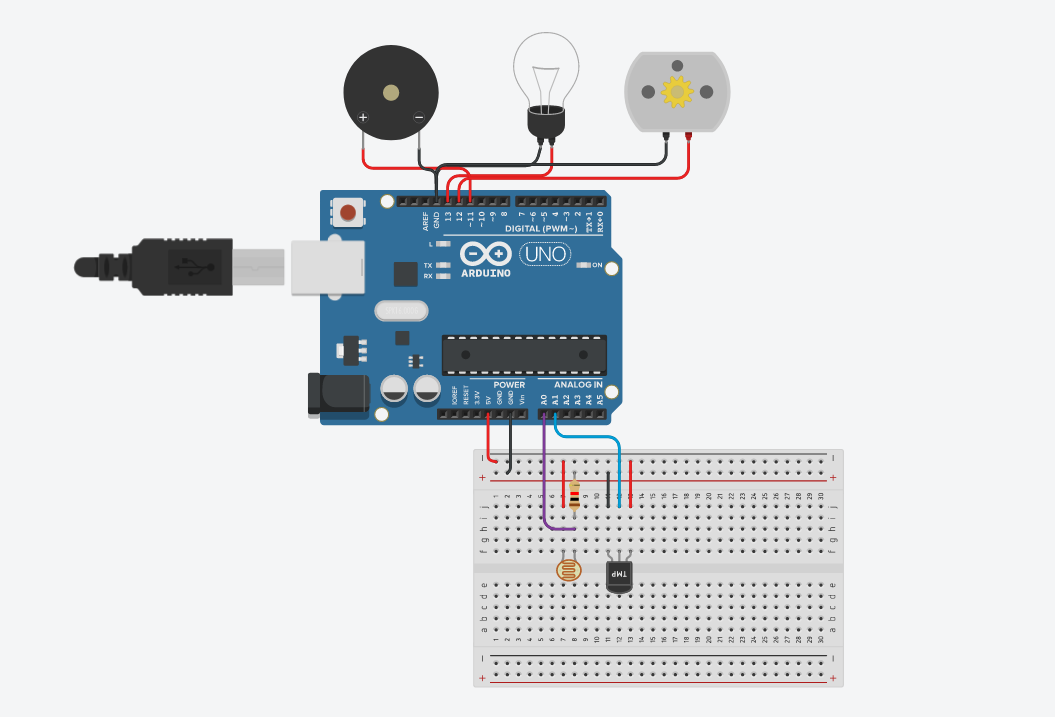 + −
AREF GND 13 12 ~11 ~10 ~9 8 7 ~6 ~5 4 ~3 2 TX→1 RX←0
DIGITAL (PWM~)
L
TX
RX
UNO
ON
ARDUINO
POWER ANALOG IN
IOREF RESET 3.3V 5V GND GND Vin A0 A1 A2 A3 A4 A5
− −
+ +
1 2 3 4 5 6 7 8 9 10 11 12 13 14 15 16 17 18 19 20 21 22 23 24 25 26 27 28 29 30
j j
i i
h h
g g
f f
TMP
e e
d d
c c
b b
a a
1 2 3 4 5 6 7 8 9 10 11 12 13 14 15 16 17 18 19 20 21 22 23 24 25 26 27 28 29 30
− −
+ +